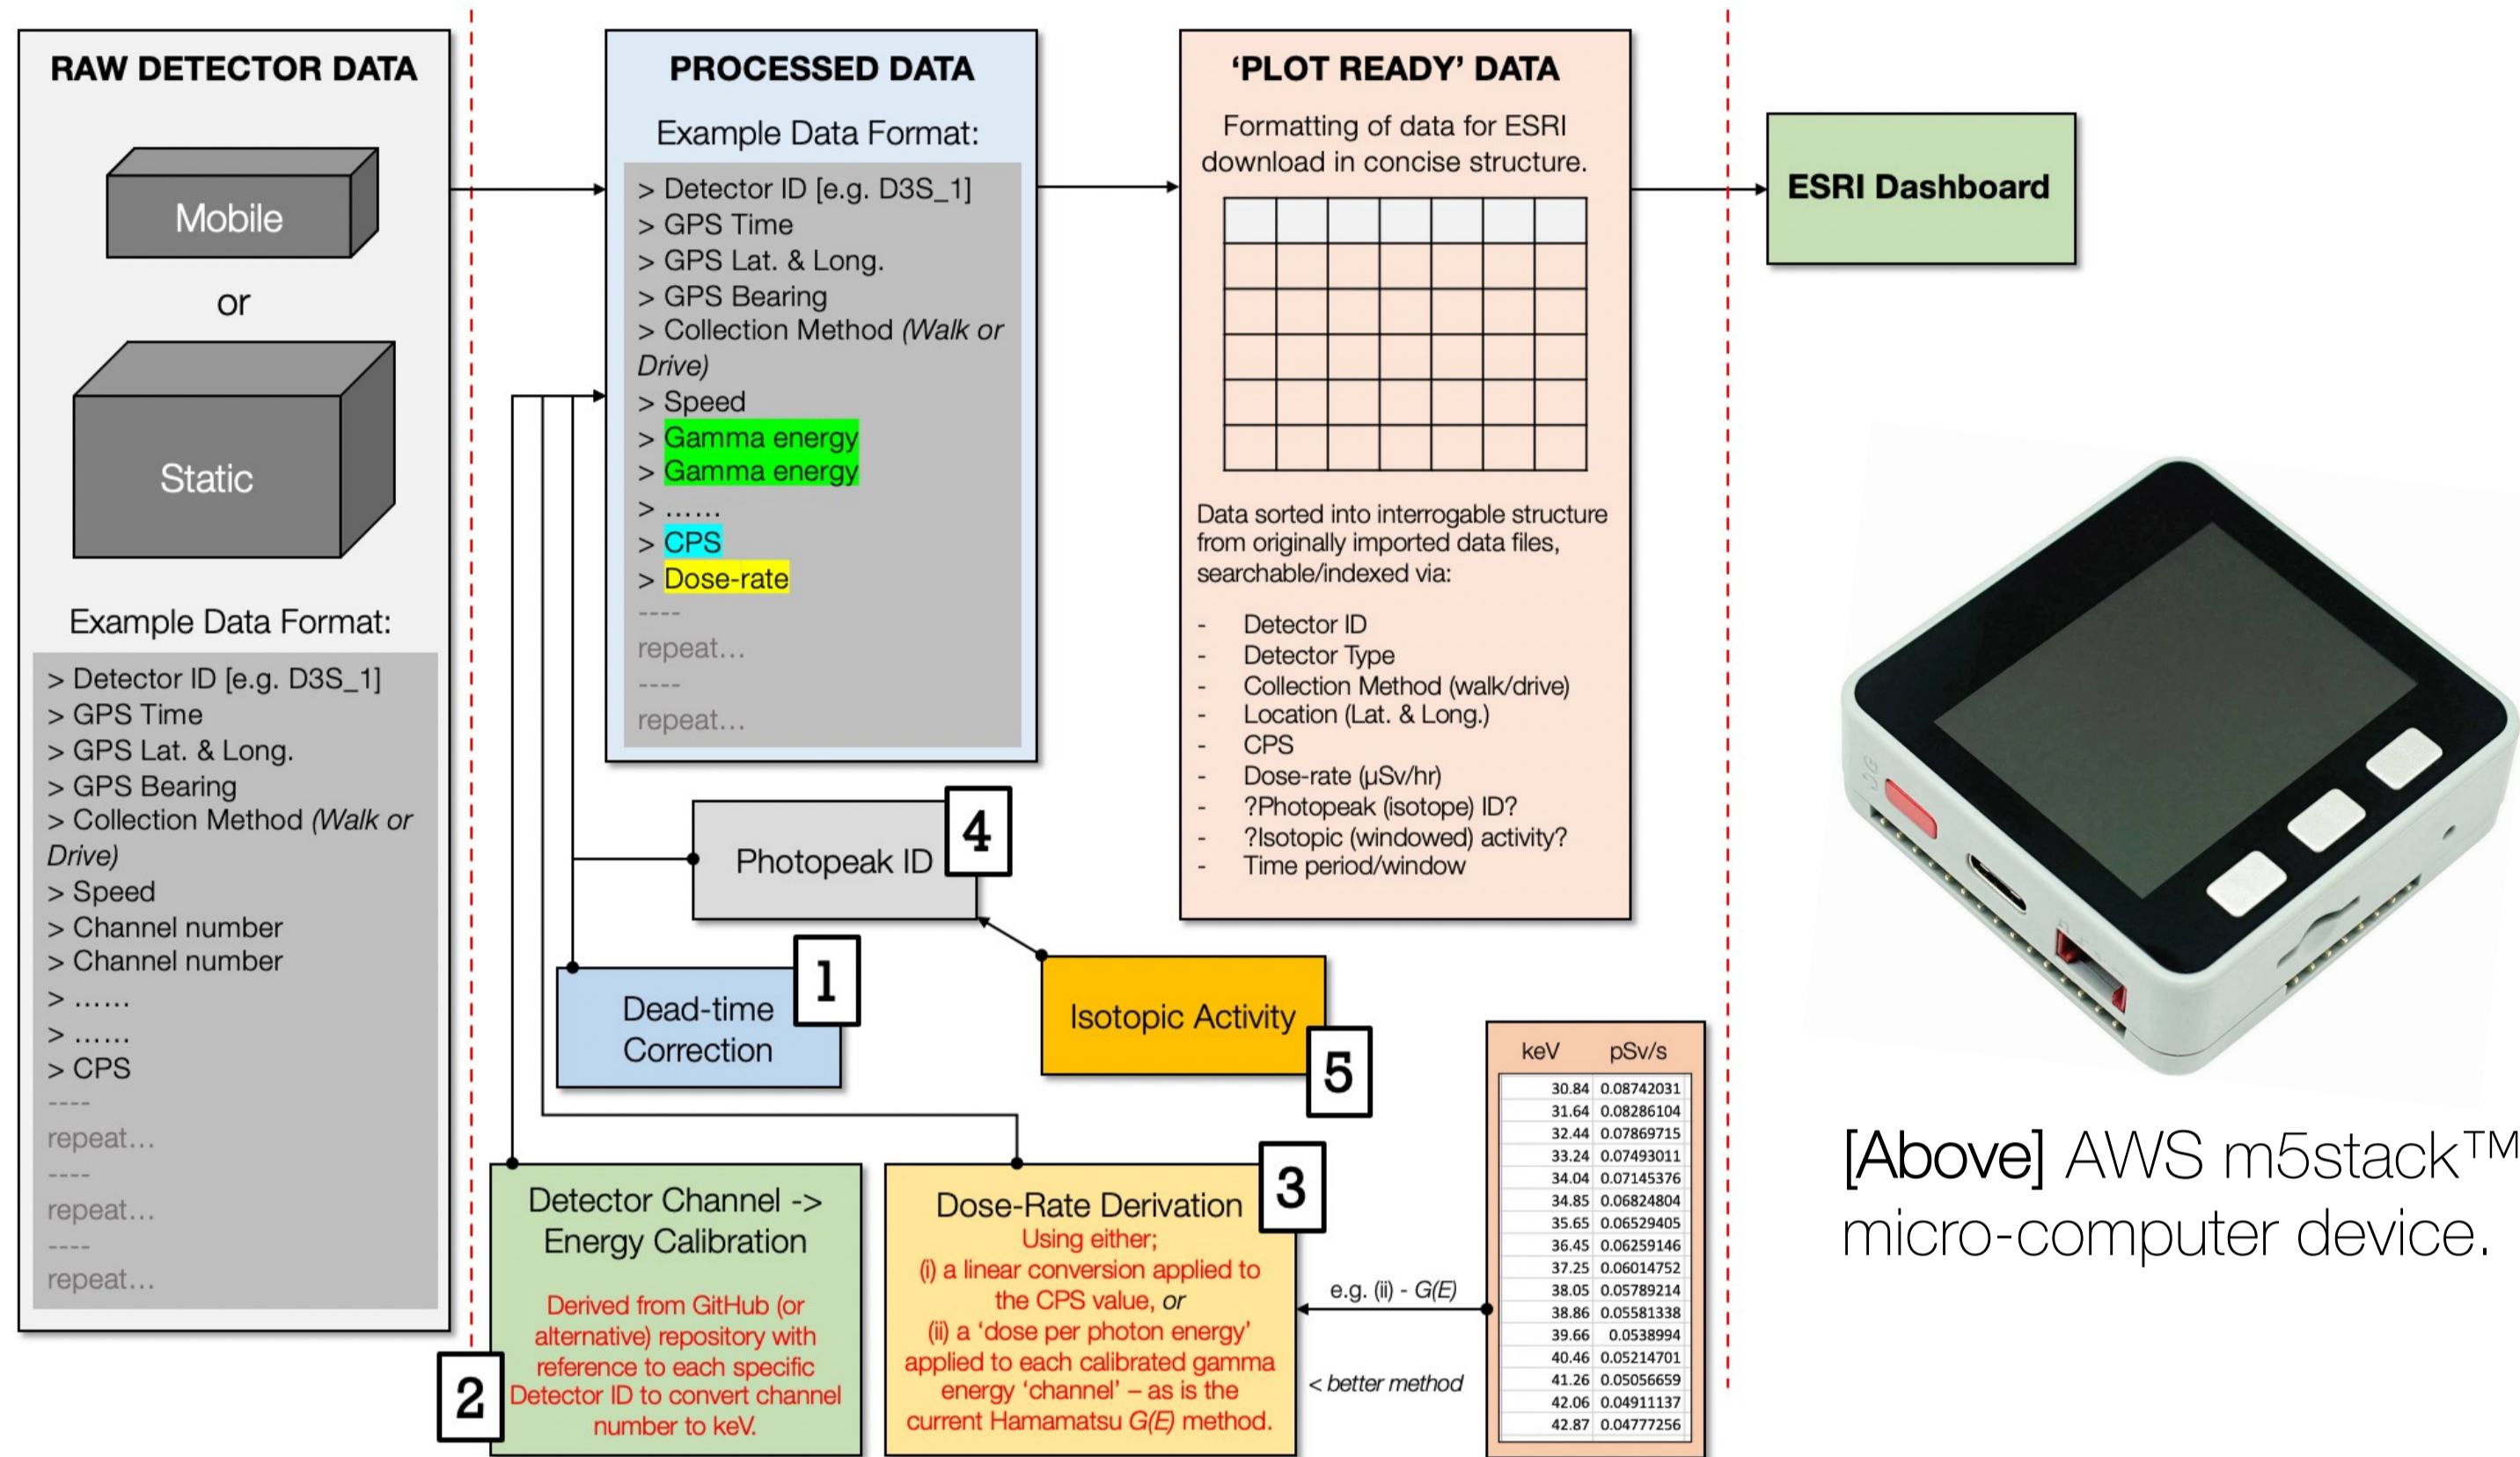 RAW DETECTOR DATA
Mobile
or
Static
Example Data Format:
> Detector ID [e.g. D3S_1]
> GPS Time
> GPS Lat. & Long.
> GPS Bearing
> Collection Method (Walk or
Drive)
> Speed
> Channel number
> Channel number
> ......
> ......
> CPS
----
repeat...
----
repeat...
----
repeat...
PROCESSED DATA
Example Data Format:
> Detector ID [e.g. D3S_1]
> GPS Time
> GPS Lat. & Long.
> GPS Bearing
> Collection Method (Walk or
Drive)
> Speed
> Gamma energy
> Gamma energy
> ......
> CPS
> Dose-rate
----
repeat...
----
repeat...
'PLOT READY' DATA
Formatting of data for ESRI
download in concise structure.
Data sorted into interrogable structure
from originally imported data files,
searchable/indexed via:
- Detector ID
- Detector Type
- Collection Method (walk/drive)
- Location (Lat. & Long.)
- CPS
- Dose-rate (µSv/hr)
- ?Photopeak (isotope) ID?
- ?Isotopic (windowed) activity?
- Time period/window
ESRI Dashboard
Photopeak ID
4
Dead-time
Correction
1
Isotopic Activity
5
Detector Channel ->
Energy Calibration
Derived from GitHub (or
alternative) repository with
reference to each specific
Detector ID to convert channel
number to keV.
2
Dose-Rate Derivation
3
Using either;
(i) a linear conversion applied to
the CPS value, or
(ii) a 'dose per photon energy'
applied to each calibrated gamma
energy 'channel' – as is the
current Hamamatsu G(E) method.
e.g. (ii) - G(E)
< better method
keV pSv/s
30.84 0.08742031
31.64 0.08286104
32.44 0.07869715
33.24 0.07493011
34.04 0.07145376
34.85 0.06824804
35.65 0.06529405
36.45 0.06259146
37.25 0.06014752
38.05 0.05789214
38.86 0.05581338
39.66 0.0538994
40.46 0.05214701
41.26 0.05056659
42.06 0.04911137
42.87 0.04777256
[Above] AWS m5stack™
micro-computer device.